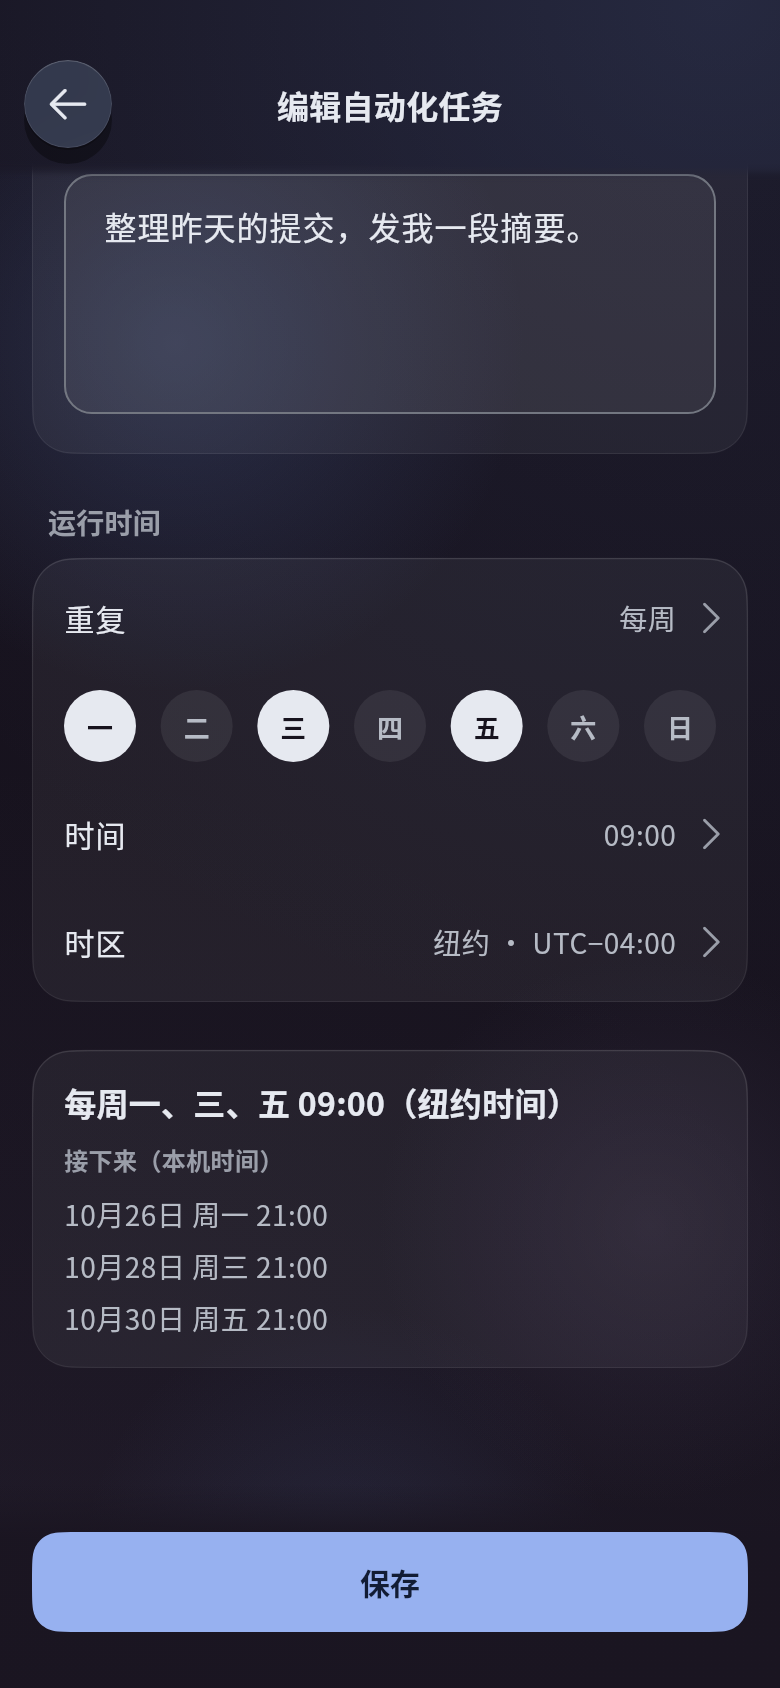 编辑自动化任务
整理昨天的提交，发我一段摘要。
运行时间
重复 每周
一 二 三 四 五 六 日
时间 09:00
时区 纽约 · UTC−04:00
每周一、三、五 09:00（纽约时间）
接下来（本机时间）
10月26日 周一 21:00
10月28日 周三 21:00
10月30日 周五 21:00
保存